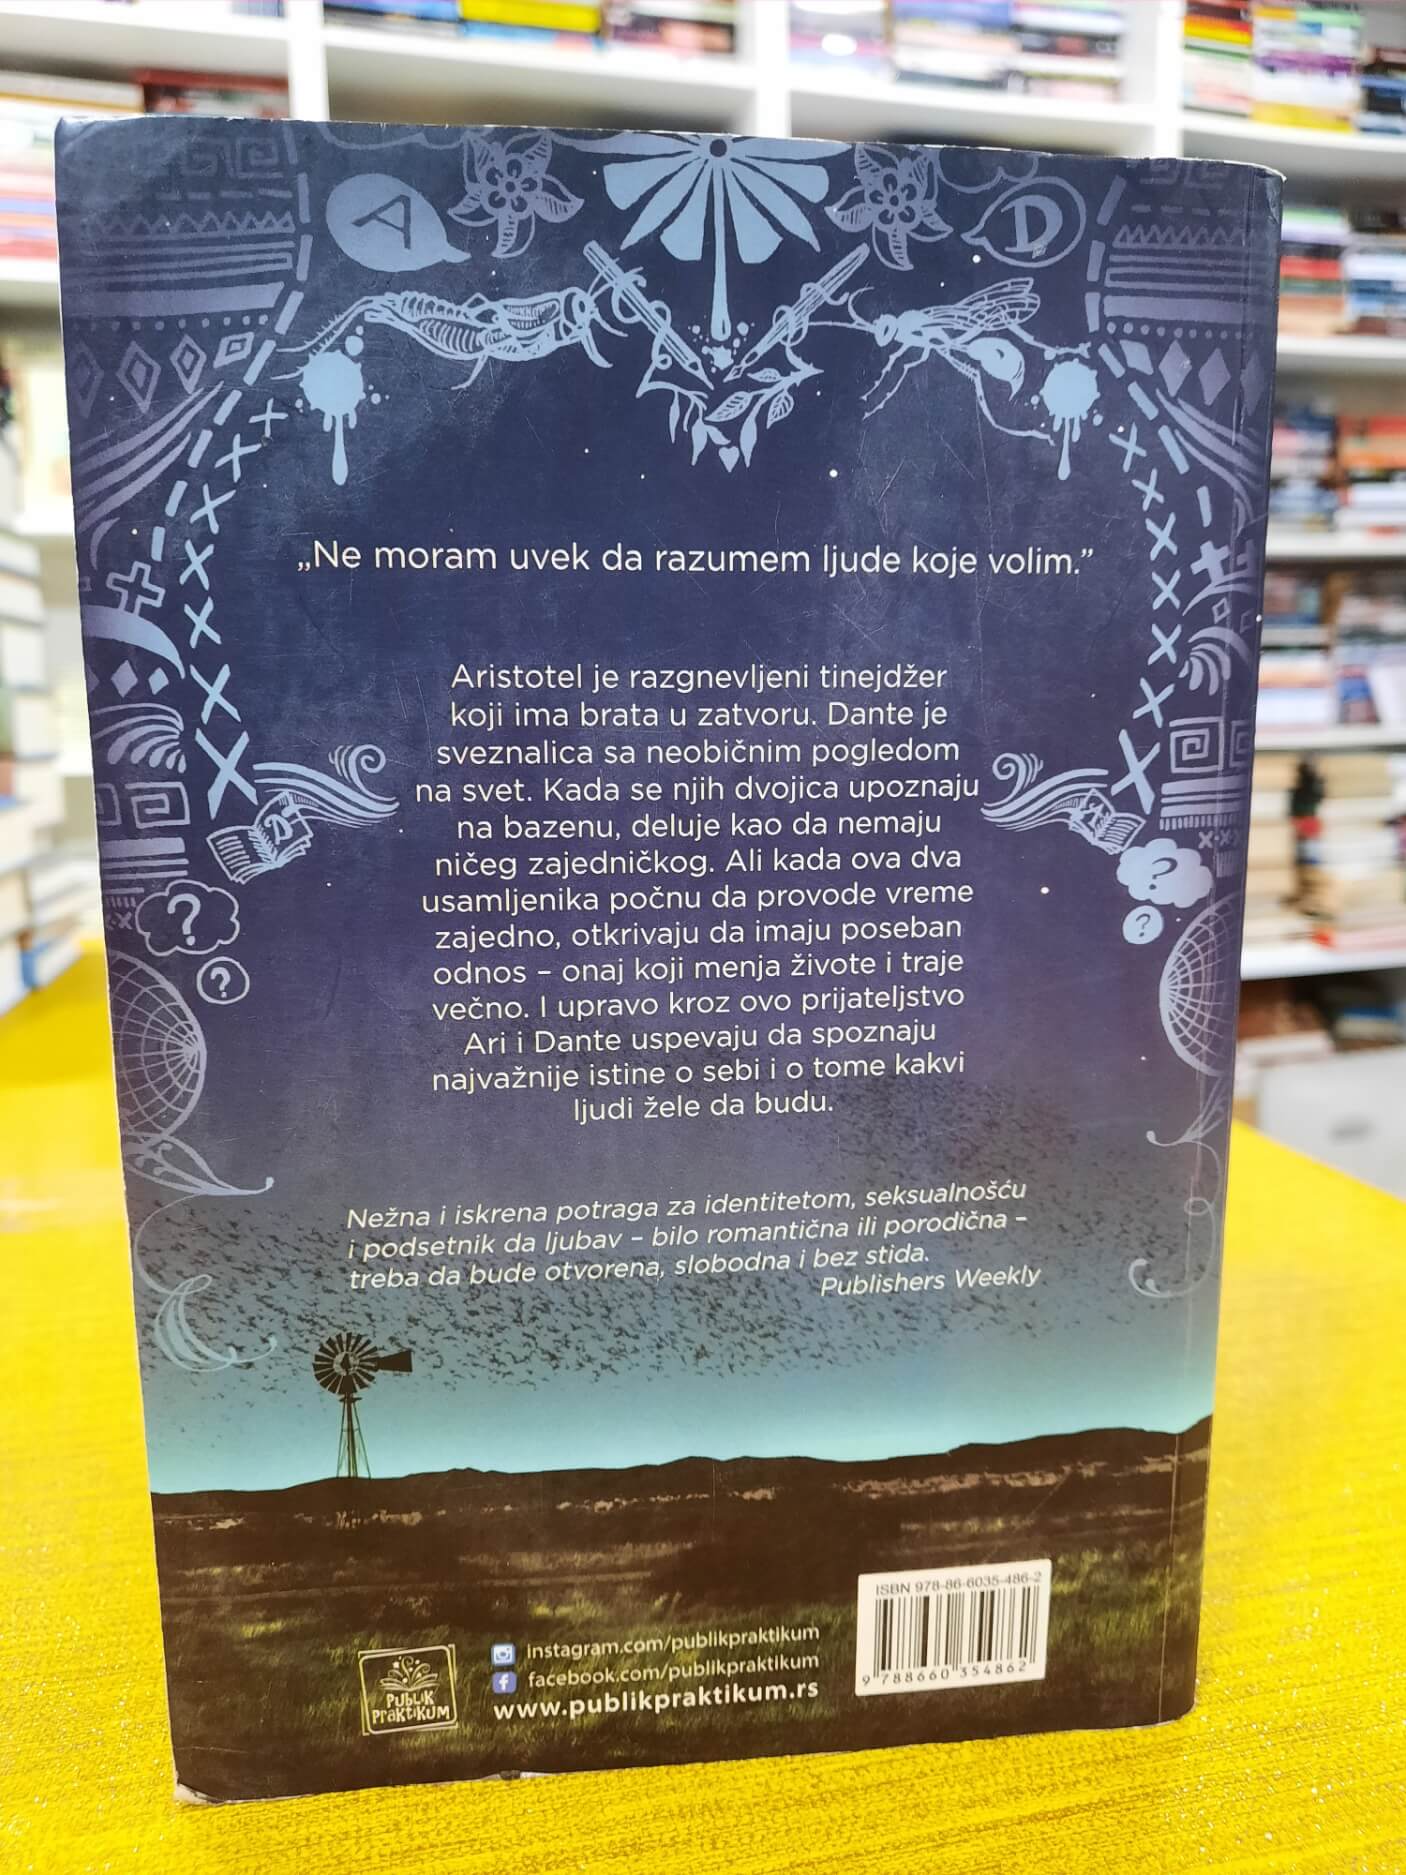 A
D
„Ne moram uvek da razumem ljude koje volim.”
Aristotel je razgnevljeni tinejdžer
koji ima brata u zatvoru. Dante je
sveznalica sa neobičnim pogledom
na svet. Kada se njih dvojica upoznaju
na bazenu, deluje kao da nemaju
ničeg zajedničkog. Ali kada ova dva
usamljenika počnu da provode vreme
zajedno, otkrivaju da imaju poseban
odnos – onaj koji menja živote i traje
večno. I upravo kroz ovo prijateljstvo
Ari i Dante uspevaju da spoznaju
najvažnije istine o sebi i o tome kakvi
ljudi žele da budu.
D
A
?
?
?
?
Nežna i iskrena potraga za identitetom, seksualnošću
i podsetnik da ljubav – bilo romantična ili porodična –
treba da bude otvorena, slobodna i bez stida.
Publishers Weekly
PUBLIK
PRAKTIKUM
instagram.com/publikpraktikum
facebook.com/publikpraktikum
www.publikpraktikum.rs
ISBN 978-86-6035-486-2
9 788660 354862